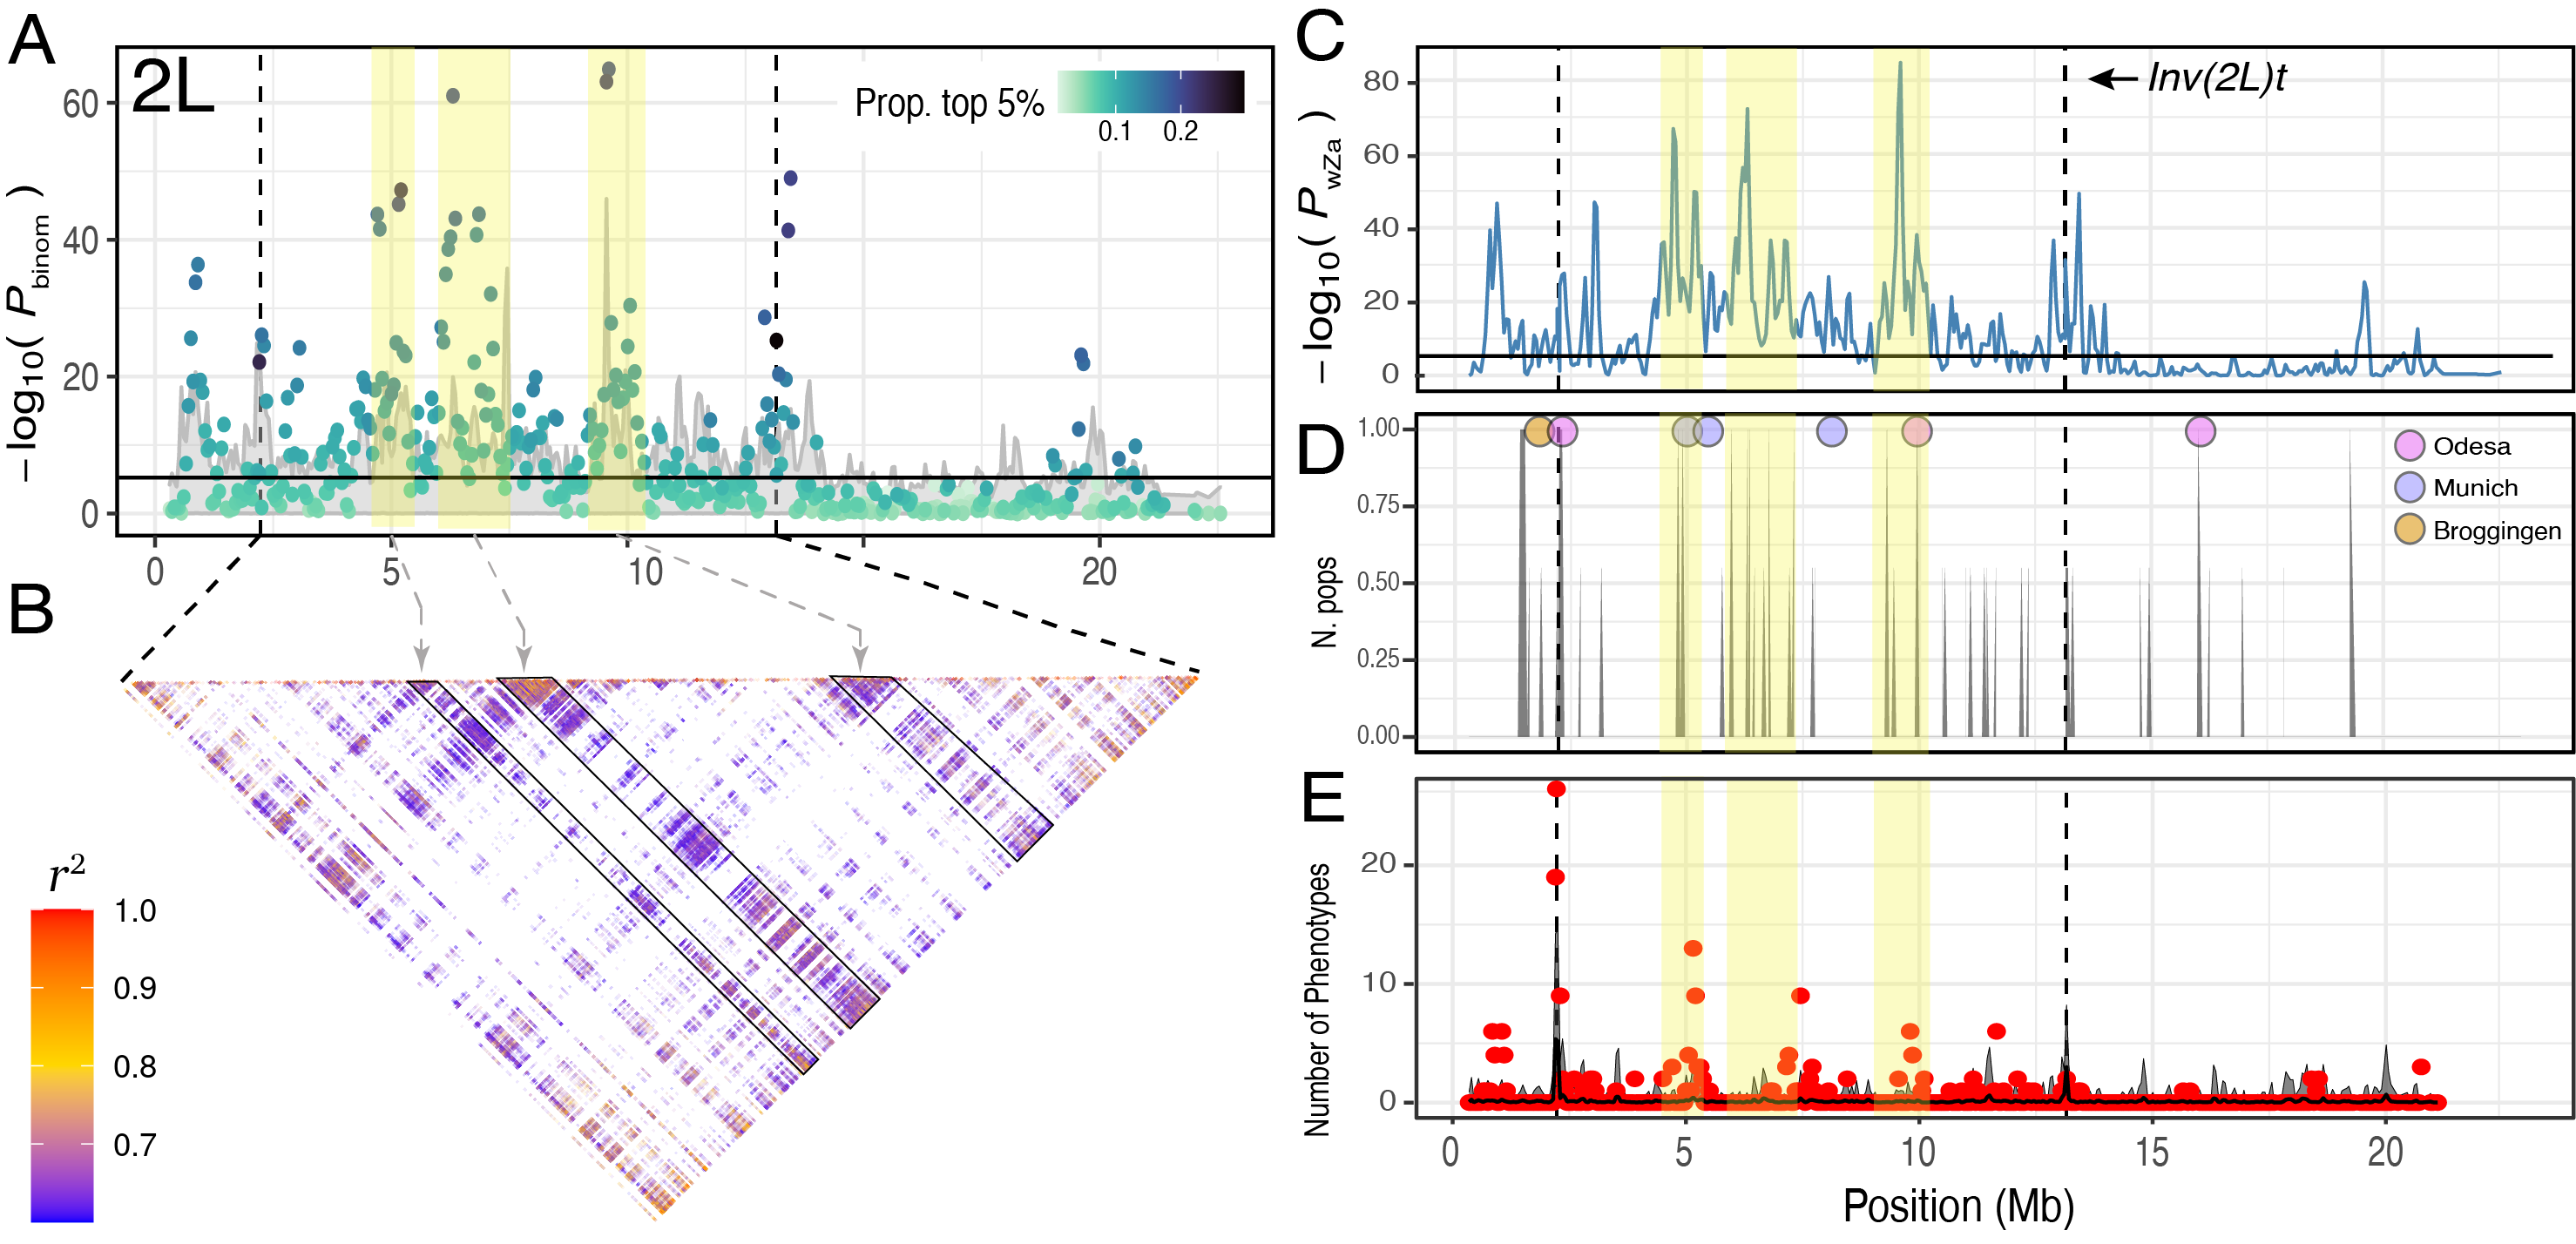 A
2L
Prop. top 5%
0.1 0.2
−log10( P binom )
60
40
20
0
0 5 10 20
B
r²
1.0
0.9
0.8
0.7
C
← Inv(2L)t
−log10( P wZa )
80
60
40
20
0
D
Odesa
Munich
Broggingen
N. pops
1.00
0.75
0.50
0.25
0.00
E
Number of Phenotypes
20
10
0
0 5 10 15 20
Position (Mb)